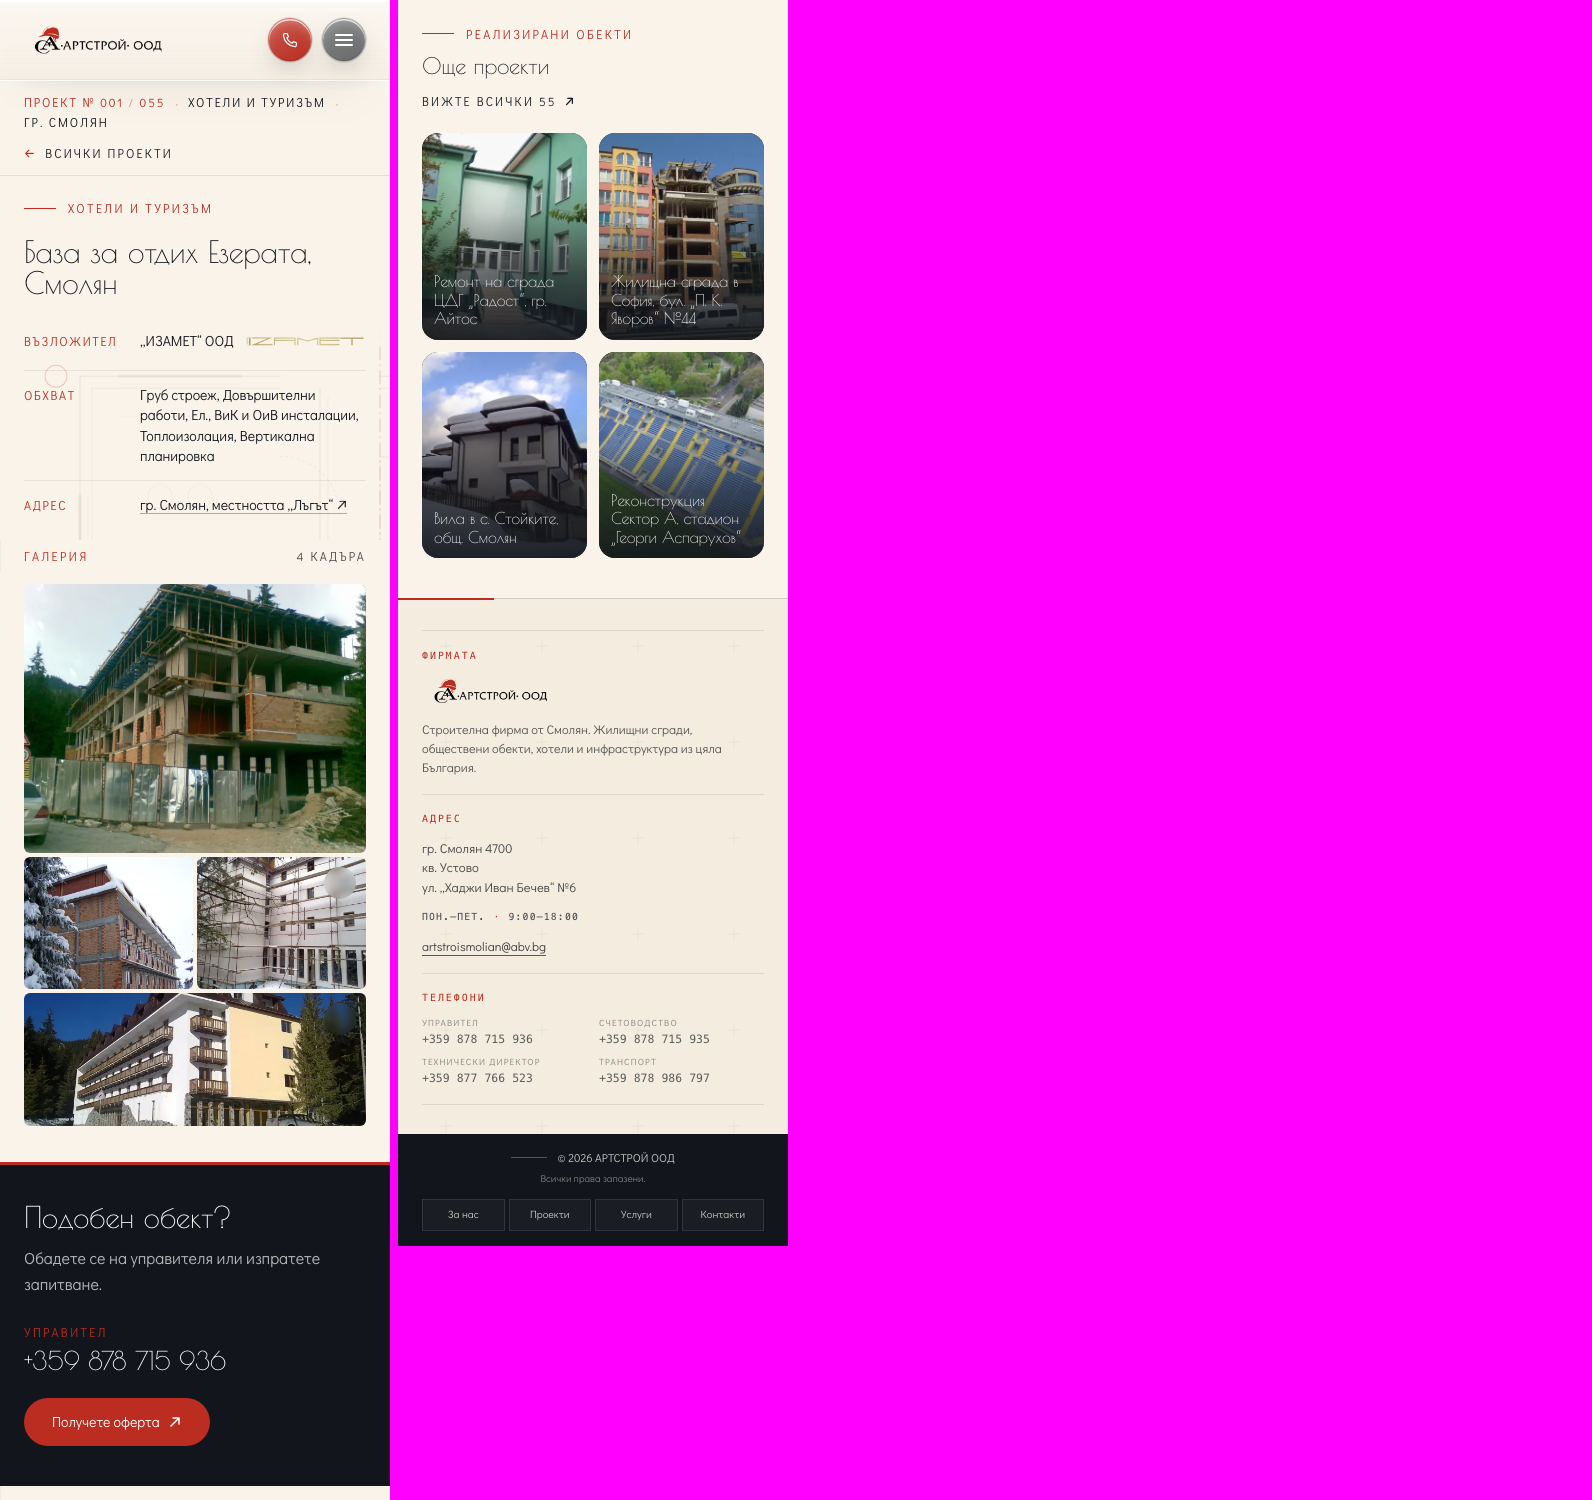 АРТСТРОЙ · ООД
ПРОЕКТ № 001 / 055 · ХОТЕЛИ И ТУРИЗЪМ ·
ГР. СМОЛЯН
← ВСИЧКИ ПРОЕКТИ
ХОТЕЛИ И ТУРИЗЪМ
База за отдих Езерата,
Смолян
ВЪЗЛОЖИТЕЛ „ИЗАМЕТ“ ООД IZAMET
ОБХВАТ Груб строеж, Довършителни
работи, Ел., ВиК и ОиВ инсталации,
Топлоизолация, Вертикална
планировка
АДРЕС гр. Смолян, местността „Лъгът“ ↗
ГАЛЕРИЯ 4 КАДЪРА
Подобен обект?
Обадете се на управителя или изпратете
запитване.
УПРАВИТЕЛ
+359 878 715 936
Получете оферта ↗
РЕАЛИЗИРАНИ ОБЕКТИ
Още проекти
ВИЖТЕ ВСИЧКИ 55 ↗
Ремонт на сграда
ЦДГ „Радост“, гр.
Айтос
Жилищна сграда в
София, бул. „П. К.
Яворов“ №44
Вила в с. Стойките,
общ. Смолян
Реконструкция
Сектор А, стадион
„Георги Аспарухов“
ФИРМАТА
АРТСТРОЙ · ООД
Строителна фирма от Смолян. Жилищни сгради,
обществени обекти, хотели и инфраструктура из цяла
България.
АДРЕС
гр. Смолян 4700
кв. Устово
ул. „Хаджи Иван Бечев“ №6
ПОН.—ПЕТ. · 9:00—18:00
artstroismolian@abv.bg
ТЕЛЕФОНИ
УПРАВИТЕЛ СЧЕТОВОДСТВО
+359 878 715 936 +359 878 715 935
ТЕХНИЧЕСКИ ДИРЕКТОР ТРАНСПОРТ
+359 877 766 523 +359 878 986 797
© 2026 АРТСТРОЙ ООД
Всички права запазени.
За нас Проекти Услуги Контакти